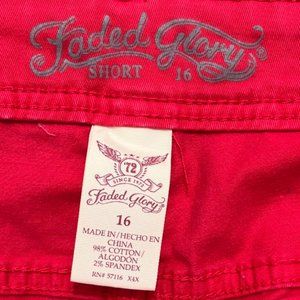 Faded Glory®
SHORT 16
72
SINCE 1972
Faded Glory
16
MADE IN/HECHO EN
CHINA
98% COTTON/
ALGODÓN
2% SPANDEX
RN# 57116 X4X